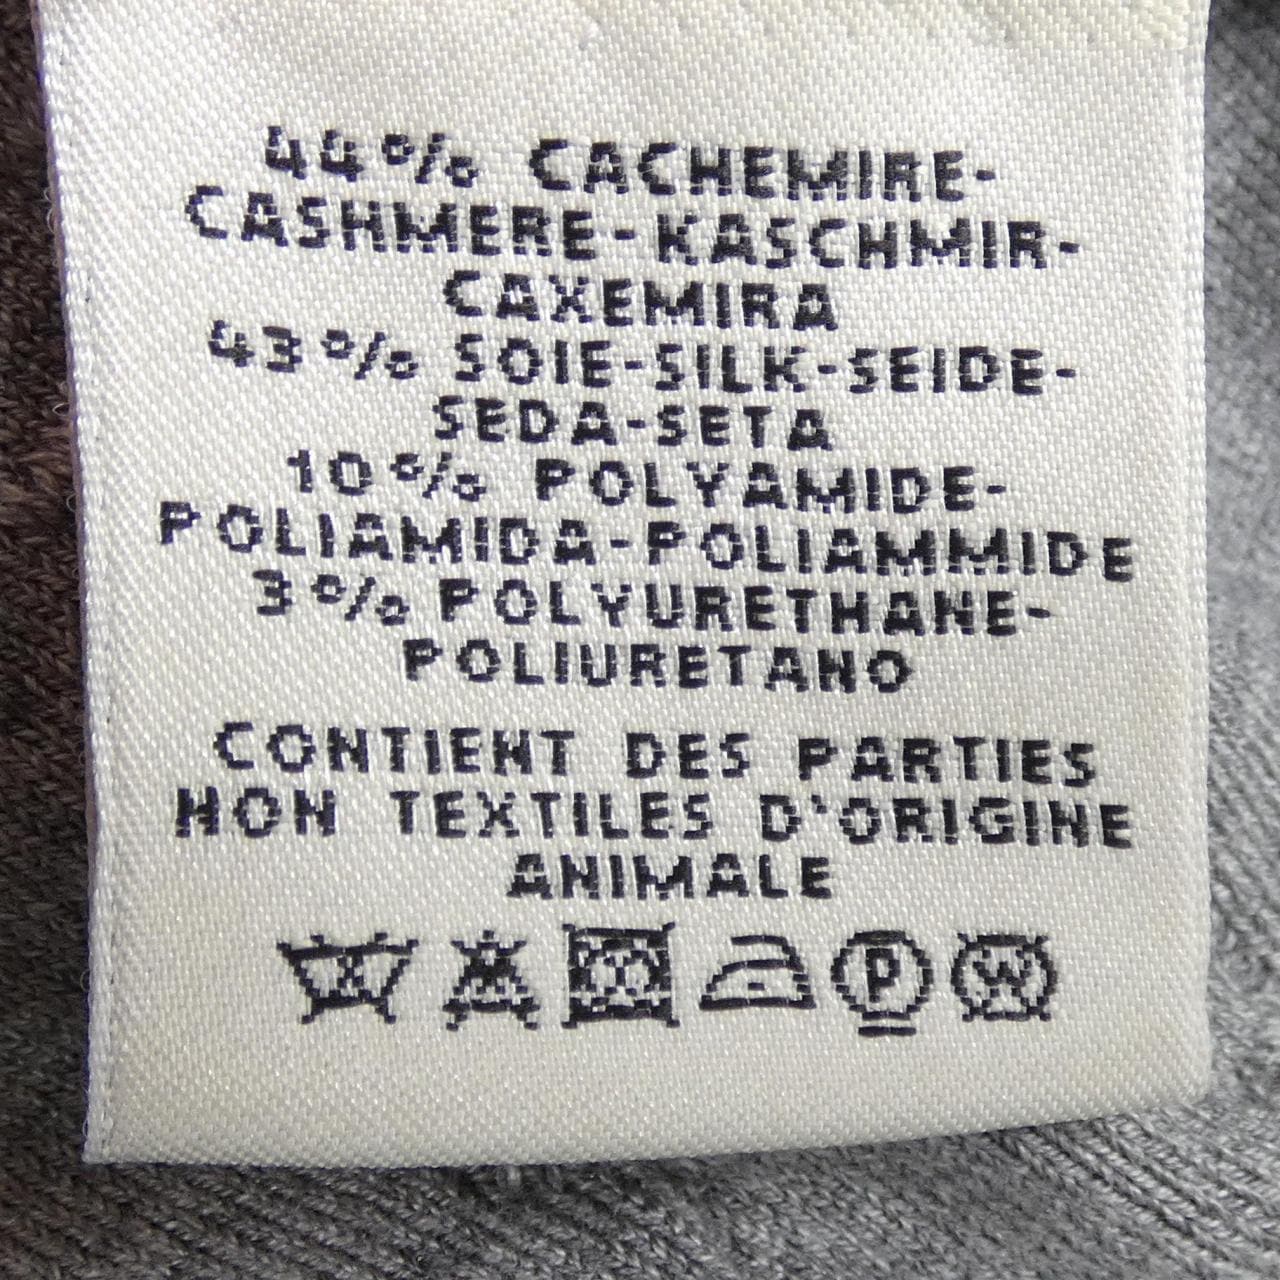 44% CACHEMIRE-
CASHMERE-KASCHMIR-
CAXEMIRA
43% SOIE-SILK-SEIDE-
SEDA-SETA
10% POLYAMIDE-
POLIAMIDA-POLIAMMIDE
3% POLYURETHANE-
POLIURETANO
CONTIENT DES PARTIES
NON TEXTILES D'ORIGINE
ANIMALE
P W